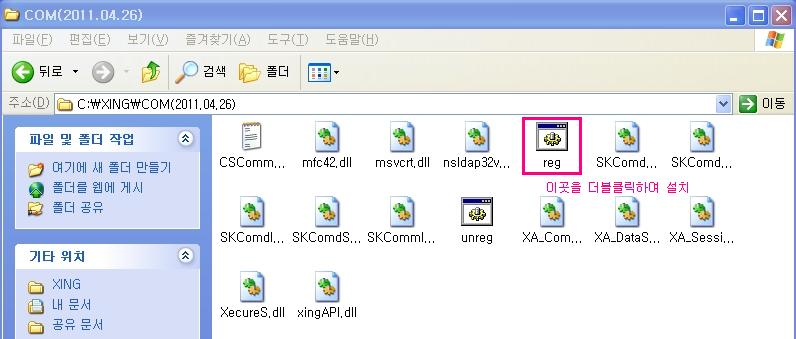 COM(2011.04.26)
파일(F) 편집(E) 보기(V) 즐겨찾기(A) 도구(T) 도움말(H)
뒤로 검색 폴더
주소(D) C:\XING\COM(2011.04.26) 이동
파일 및 폴더 작업
여기에 새 폴더 만들기
폴더를 웹에 게시
폴더 공유
기타 위치
XING
내 문서
공유 문서
CSComm... mfc42.dll msvcrt.dll nsldap32v... reg SKComd... SKComd...
이곳을 더블클릭하며 설치
SKComdI... SKComdS... SKCommI... unreg XA_Com... XA_DataS... XA_Sessi...
XecureS.dll xingAPI.dll